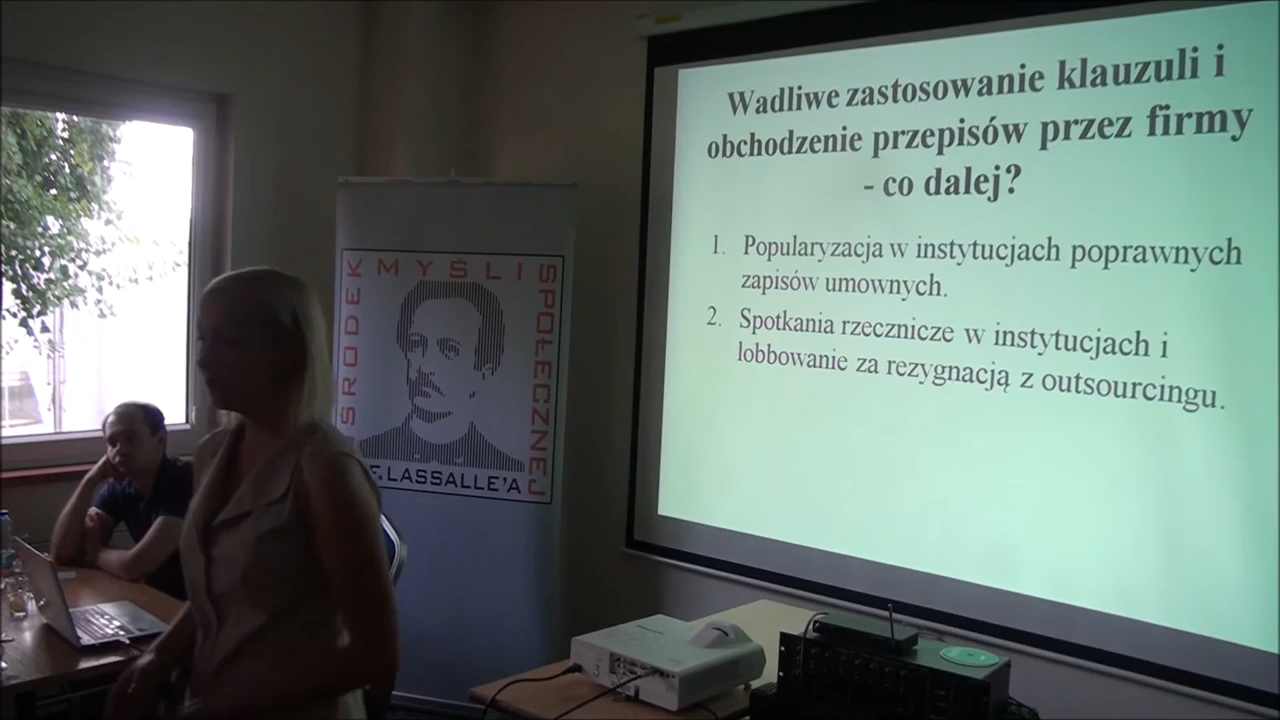 Wadliwe zastosowanie klauzuli i
obchodzenie przepisów przez firmy
- co dalej?
1. Popularyzacja w instytucjach poprawnych
zapisów umownych.
2. Spotkania rzecznicze w instytucjach i
lobbowanie za rezygnacją z outsourcingu.
OŚRODEK MYŚLI SPOŁECZNEJ
F. LASSALLE'A